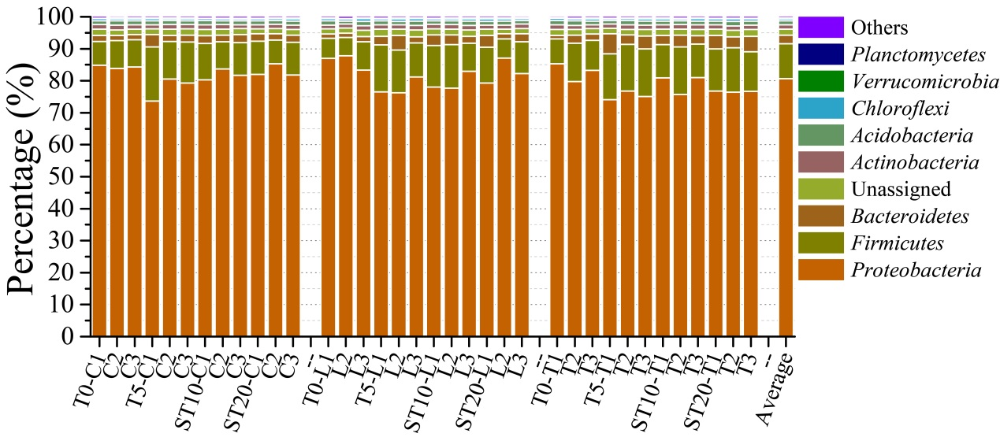 Percentage (%)
100
90
80
70
60
50
40
30
20
10
0
T0-C1
C2
C3
T5-C1
C2
C3
ST10-C1
C2
C3
ST20-C1
C2
C3
--
T0-L1
L2
L3
T5-L1
L2
L3
ST10-L1
L2
L3
ST20-L1
L2
L3
--
T0-T1
T2
T3
T5-T1
T2
T3
ST10-T1
T2
T3
ST20-T1
T2
T3
--
Average
Others
Planctomycetes
Verrucomicrobia
Chloroflexi
Acidobacteria
Actinobacteria
Unassigned
Bacteroidetes
Firmicutes
Proteobacteria